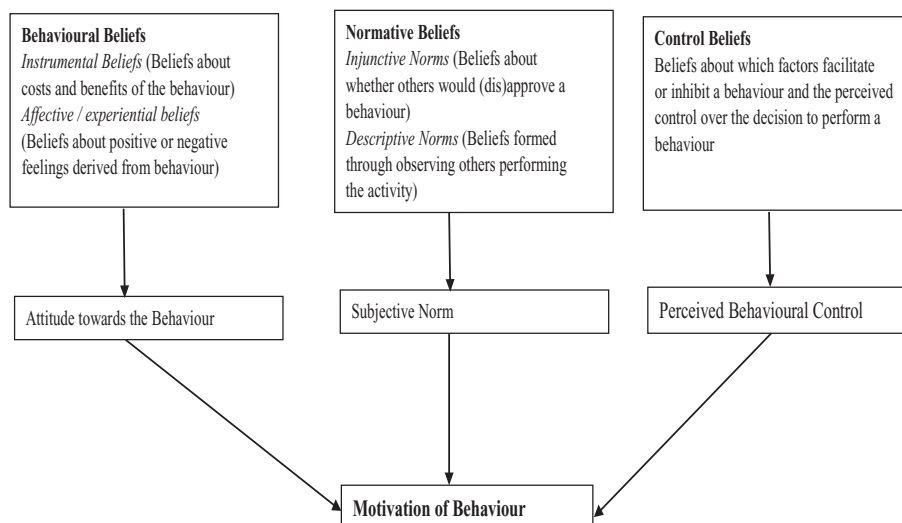 Behavioural Beliefs
Instrumental Beliefs (Beliefs about
costs and benefits of the behaviour)
Affective / experiential beliefs
(Beliefs about positive or negative
feelings derived from behaviour)
Normative Beliefs
Injunctive Norms (Beliefs about
whether others would (dis)approve a
behaviour)
Descriptive Norms (Beliefs formed
through observing others performing
the activity)
Control Beliefs
Beliefs about which factors facilitate
or inhibit a behaviour and the perceived
control over the decision to perform a
behaviour
Attitude towards the Behaviour
Subjective Norm
Perceived Behavioural Control
Motivation of Behaviour